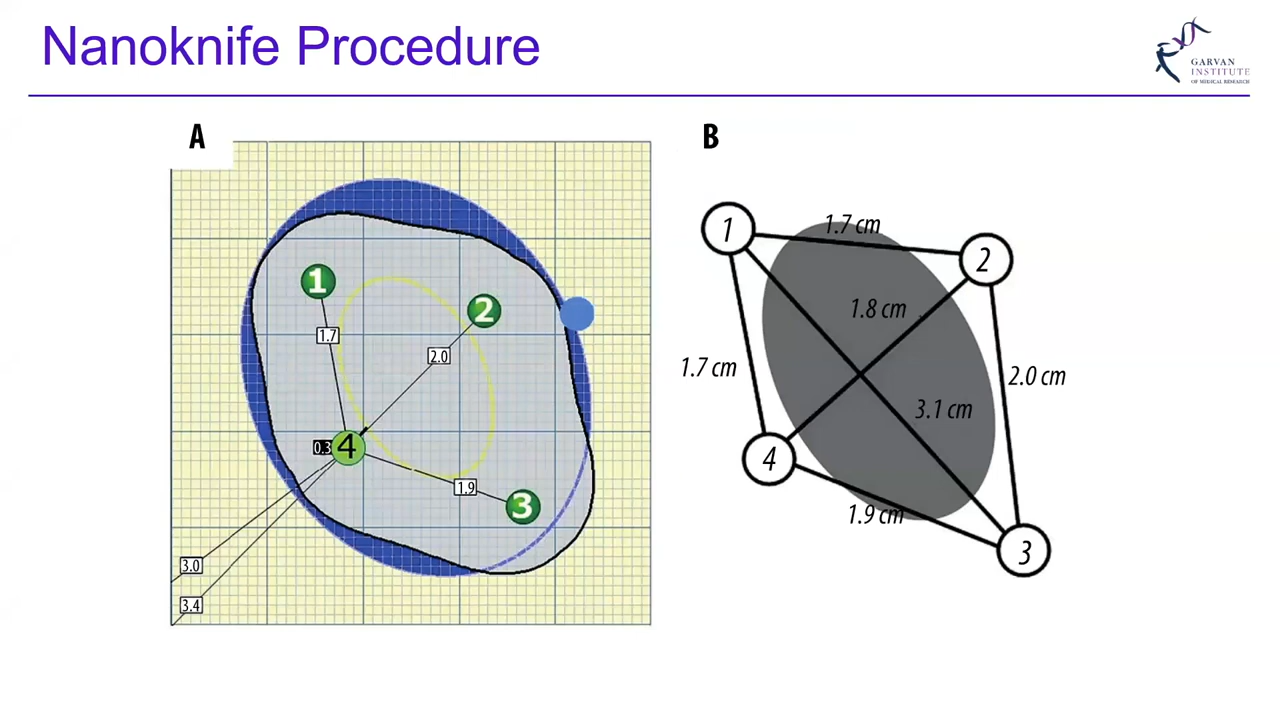 Nanoknife Procedure
GARVAN
INSTITUTE
OF MEDICAL RESEARCH
A
1
2
1.7
2.0
0.3
4
1.9
3
3.0
3.4
B
1
1.7 cm
2
1.8 cm
1.7 cm
2.0 cm
3.1 cm
4
1.9 cm
3